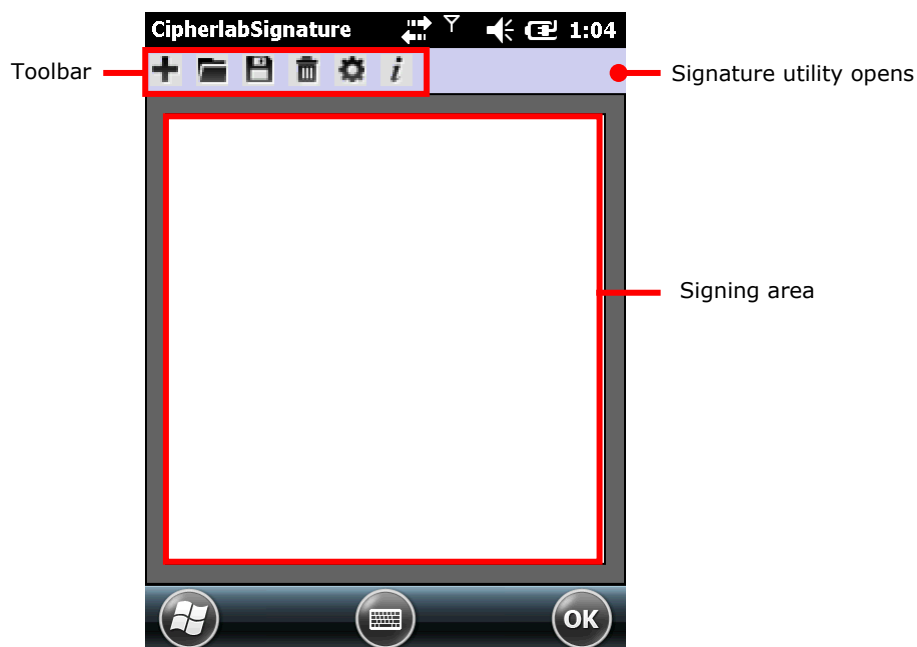 CipherlabSignature 1:04
Toolbar
i
Signature utility opens
Signing area
OK